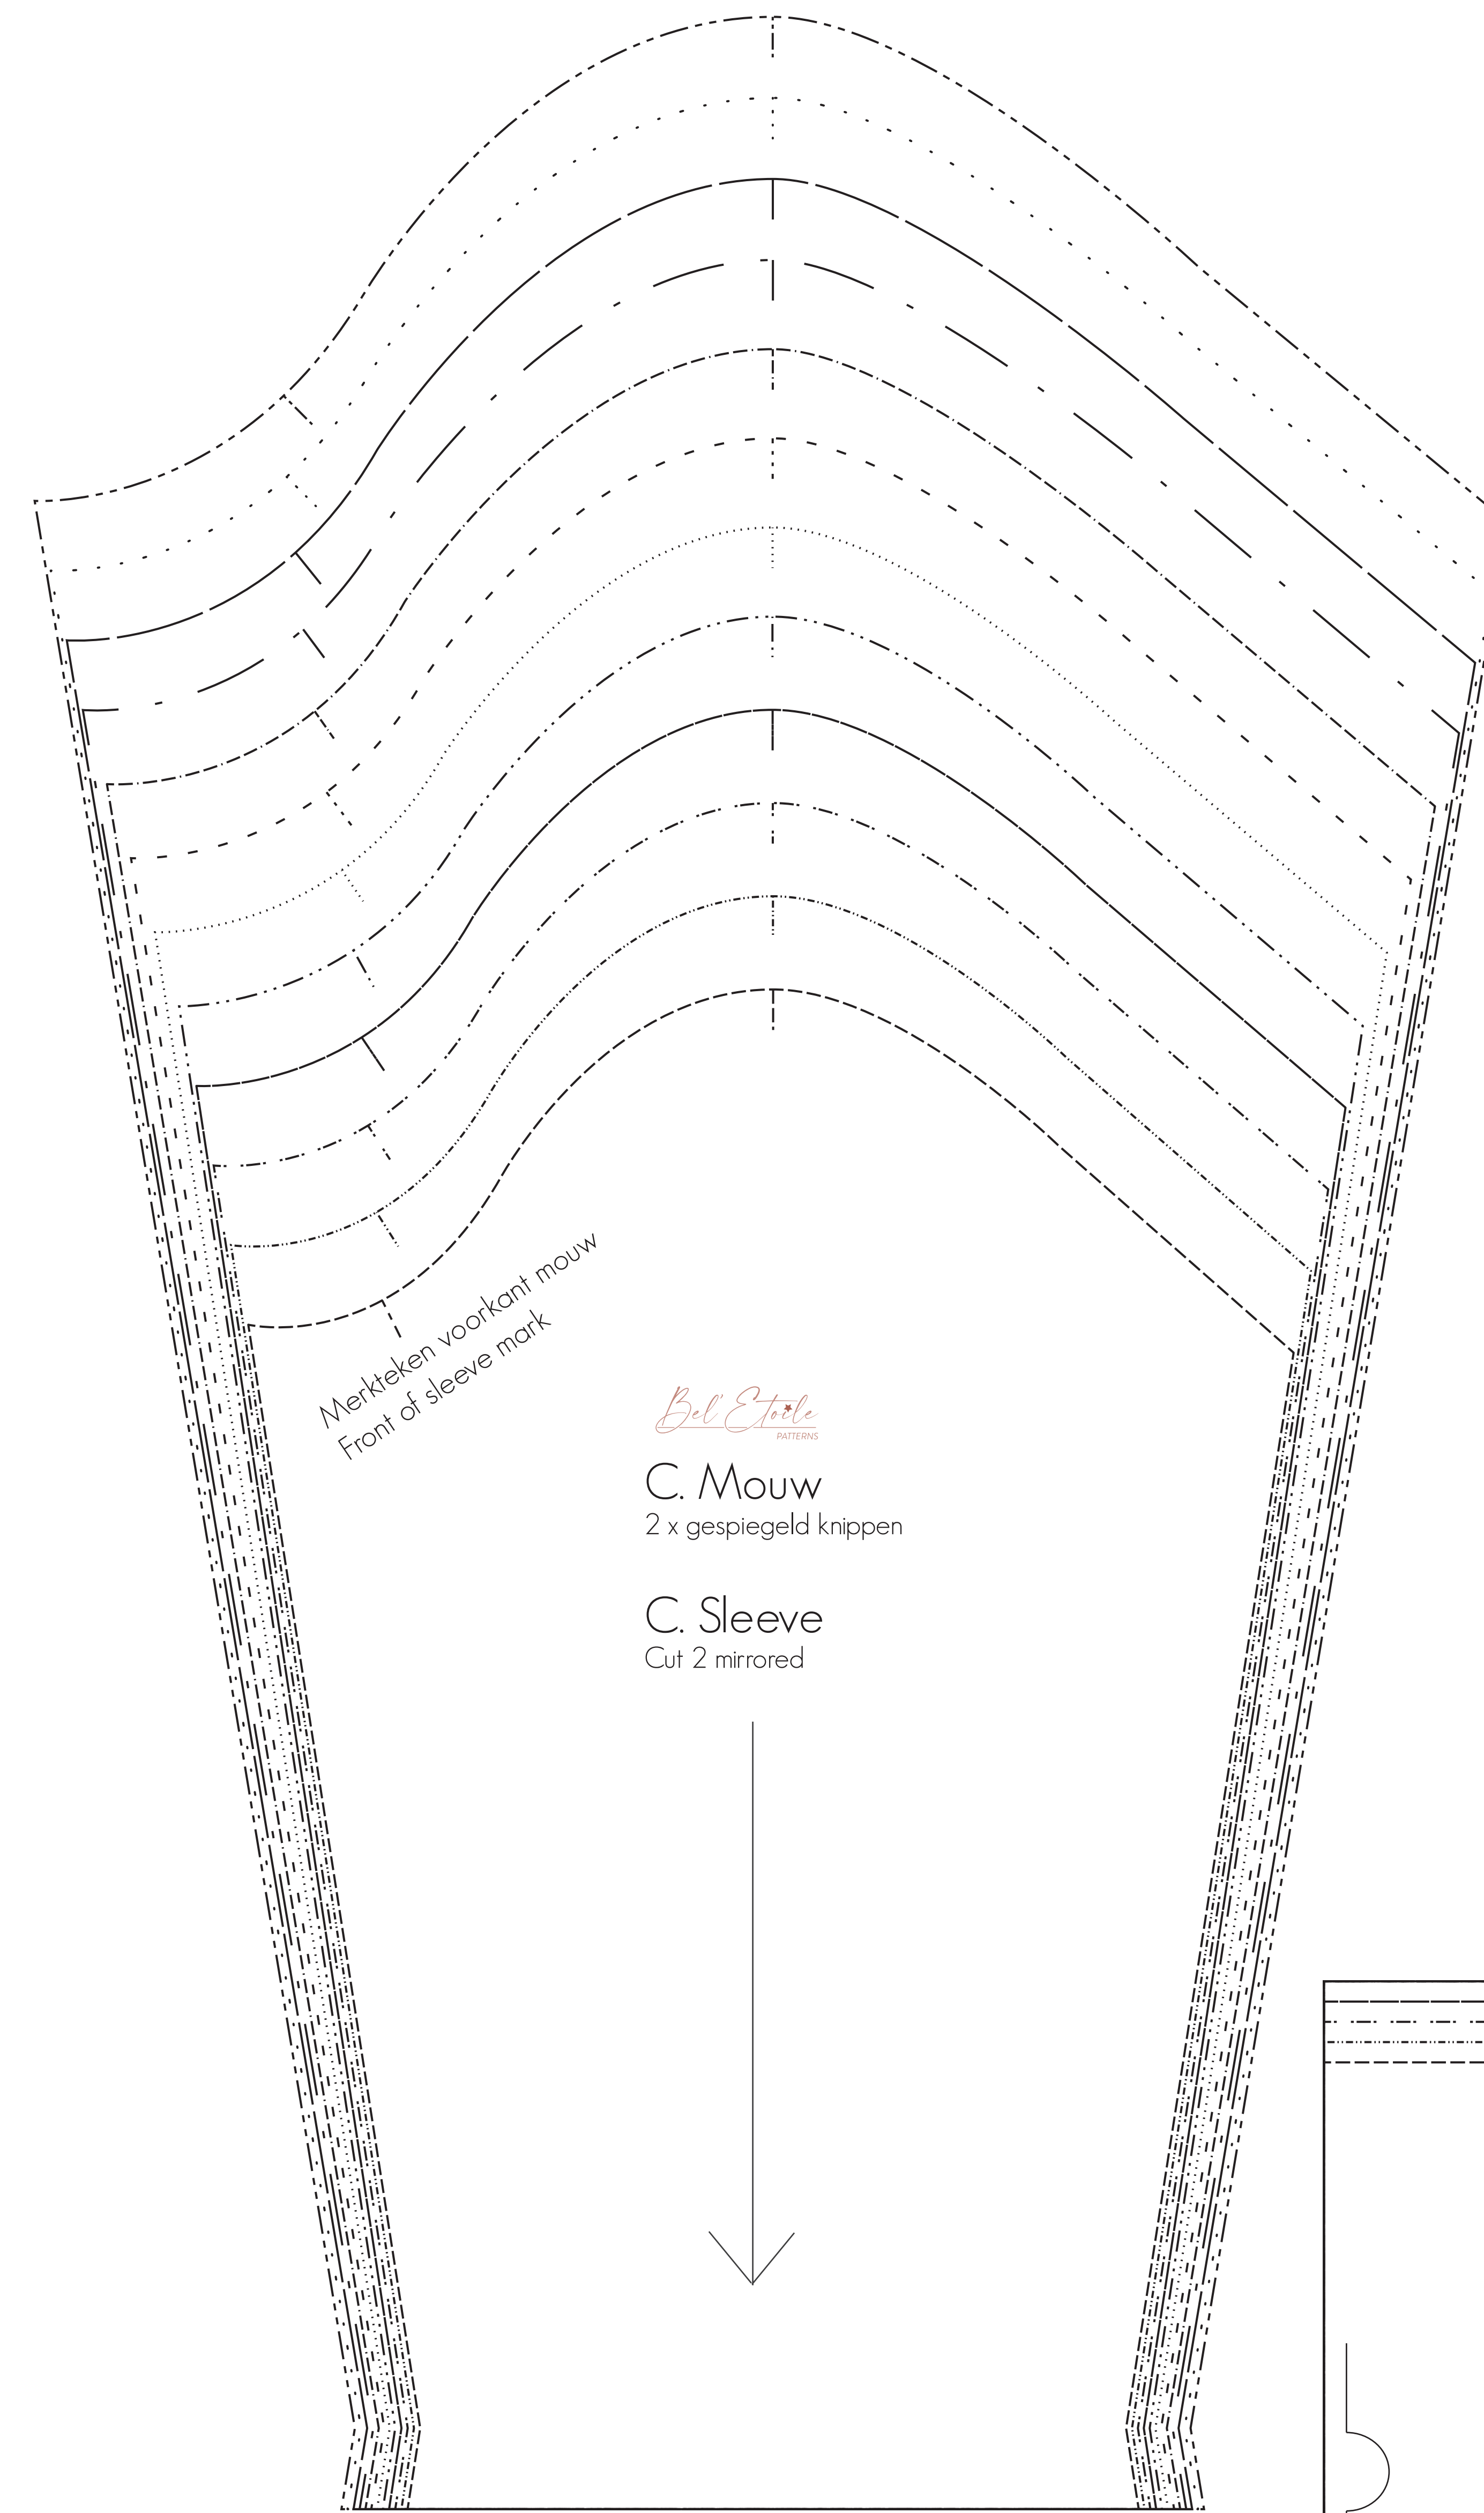 Merkteken voorkant mouw
Front of sleeve mark
Bel' Etoile
PATTERNS
C. Mouw
2 x gespiegeld knippen
C. Sleeve
Cut 2 mirrored